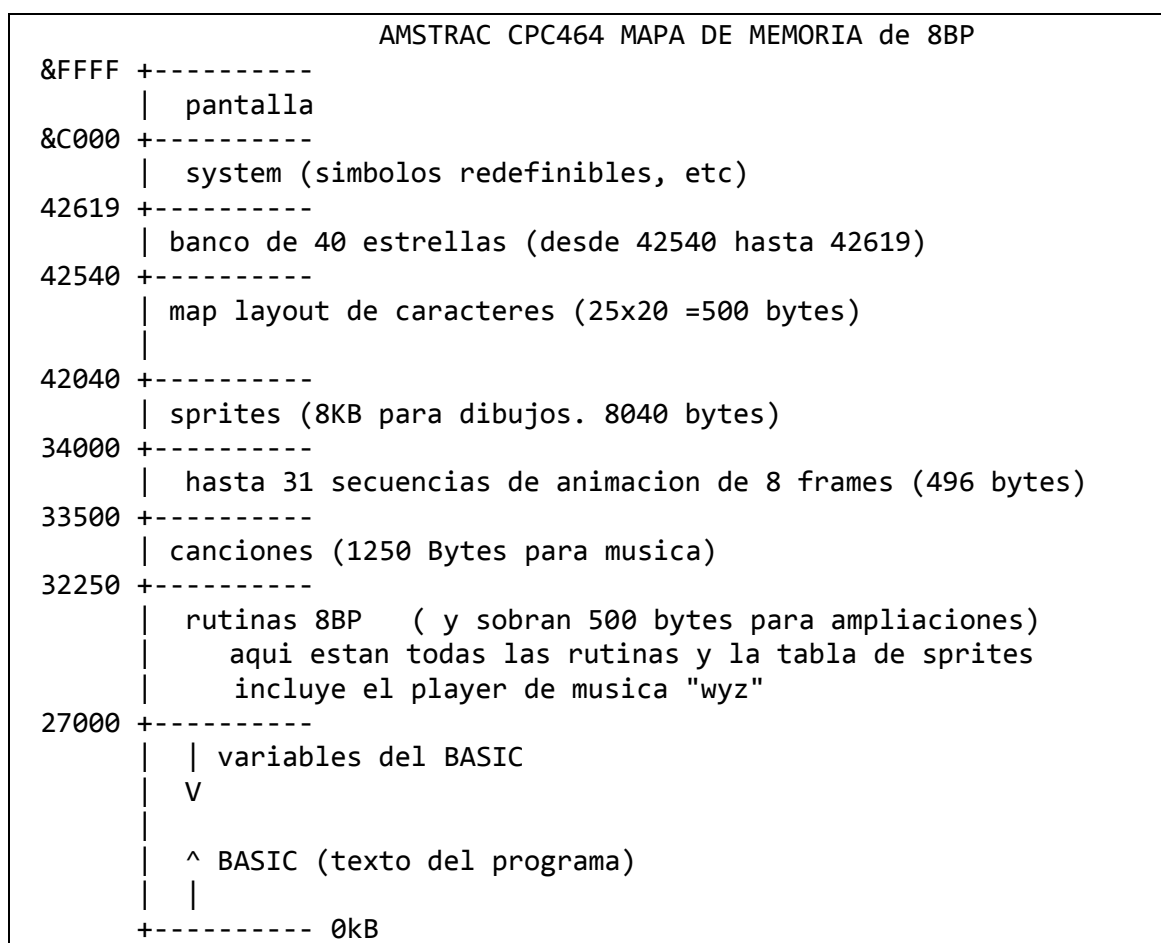 AMSTRAC CPC464 MAPA DE MEMORIA de 8BP
&FFFF +----------
| pantalla
&C000 +----------
| system (simbolos redefinibles, etc)
42619 +----------
| banco de 40 estrellas (desde 42540 hasta 42619)
42540 +----------
| map layout de caracteres (25x20 =500 bytes)
|
42040 +----------
| sprites (8KB para dibujos. 8040 bytes)
34000 +----------
| hasta 31 secuencias de animacion de 8 frames (496 bytes)
33500 +----------
| canciones (1250 Bytes para musica)
32250 +----------
| rutinas 8BP ( y sobran 500 bytes para ampliaciones)
| aqui estan todas las rutinas y la tabla de sprites
| incluye el player de musica "wyz"
27000 +----------
| | variables del BASIC
| V
|
| ^ BASIC (texto del programa)
| |
+---------- 0kB